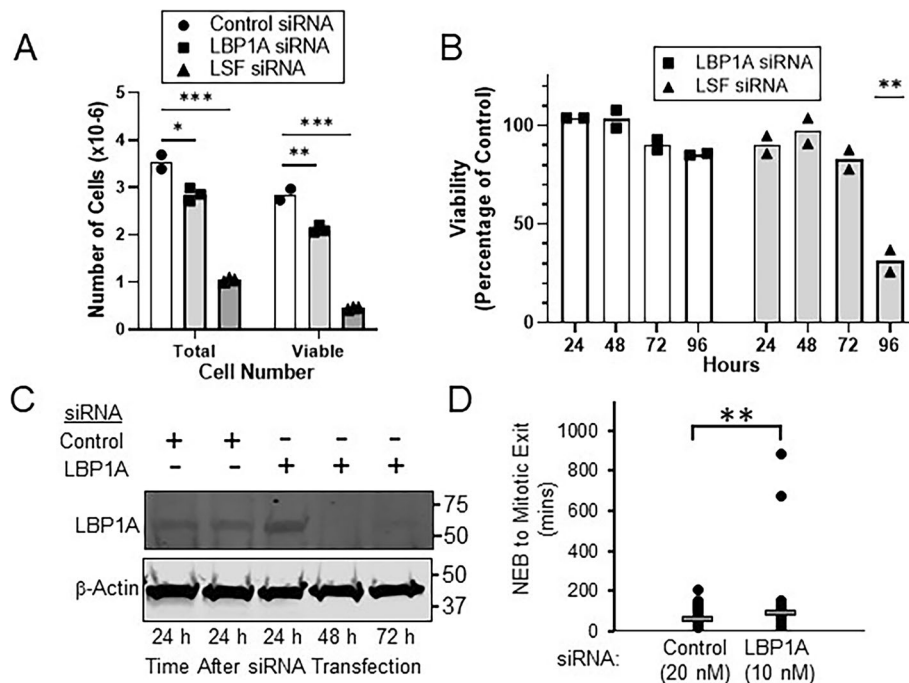 A
Control siRNA
LBP1A siRNA
LSF siRNA
Number of Cells (x10-6)
5
4
3
2
1
0
***
*
***
**
Total
Viable
Cell Number
B
LBP1A siRNA
LSF siRNA
**
Viability
(Percentage of Control)
100
50
0
24 48 72 96 24 48 72 96
Hours
C
siRNA
Control + + - - -
LBP1A - - + + +
LBP1A
75
50
β-Actin
50
37
24 h 24 h 24 h 48 h 72 h
Time After siRNA Transfection
D
**
NEB to Mitotic Exit
(mins)
1000
800
600
400
200
0
siRNA:
Control LBP1A
(20 nM) (10 nM)